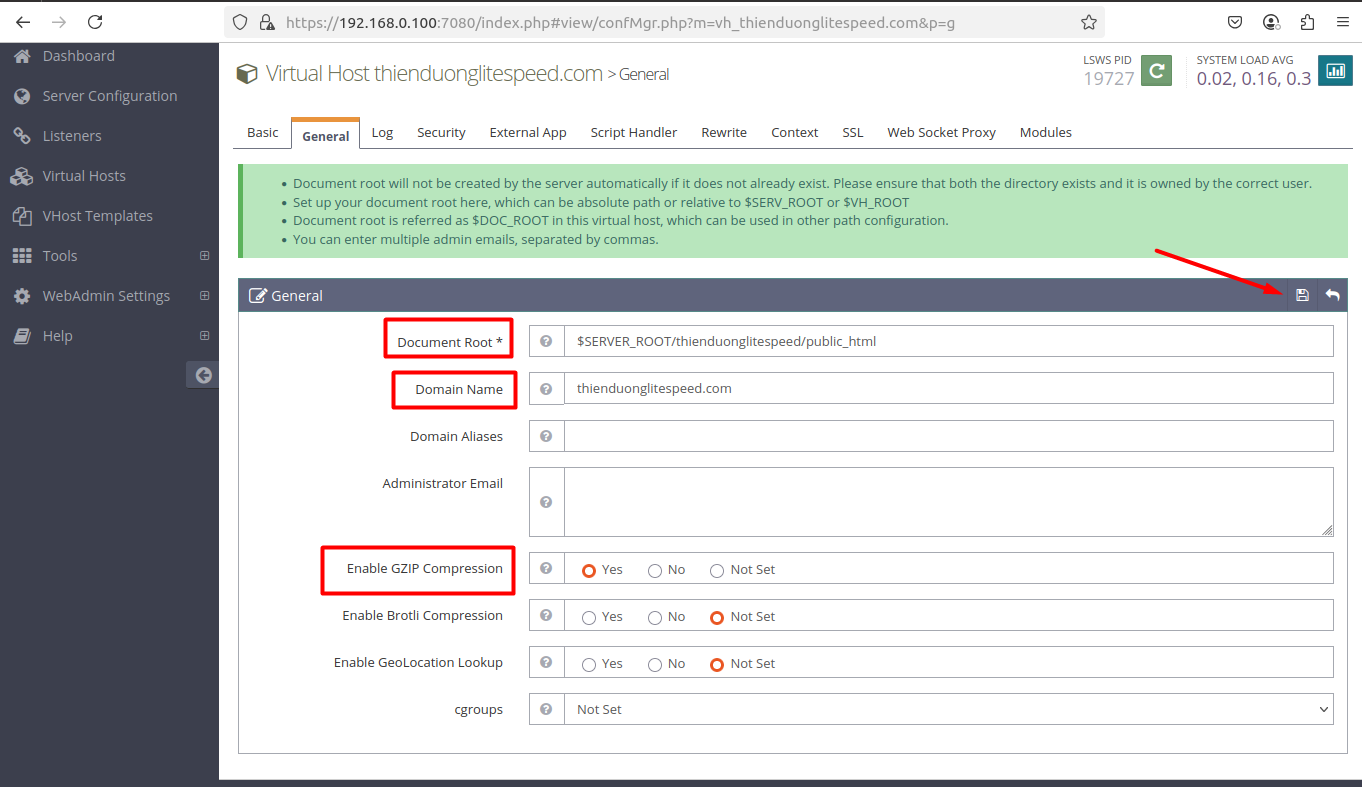 https://192.168.0.100:7080/index.php#view/confMgr.php?m=vh_thienduonglitespeed.com&p=g
Dashboard
Server Configuration
Listeners
Virtual Hosts
VHost Templates
Tools
WebAdmin Settings
Help
Virtual Host thienduonglitespeed.com > General
LSWS PID
19727
SYSTEM LOAD AVG
0.02, 0.16, 0.3
Basic General Log Security External App Script Handler Rewrite Context SSL Web Socket Proxy Modules
• Document root will not be created by the server automatically if it does not already exist. Please ensure that both the directory exists and it is owned by the correct user.
• Set up your document root here, which can be absolute path or relative to $SERV_ROOT or $VH_ROOT
• Document root is referred as $DOC_ROOT in this virtual host, which can be used in other path configuration.
• You can enter multiple admin emails, separated by commas.
General
Document Root * $SERVER_ROOT/thienduonglitespeed/public_html
Domain Name thienduonglitespeed.com
Domain Aliases
Administrator Email
Enable GZIP Compression Yes No Not Set
Enable Brotli Compression Yes No Not Set
Enable GeoLocation Lookup Yes No Not Set
cgroups Not Set